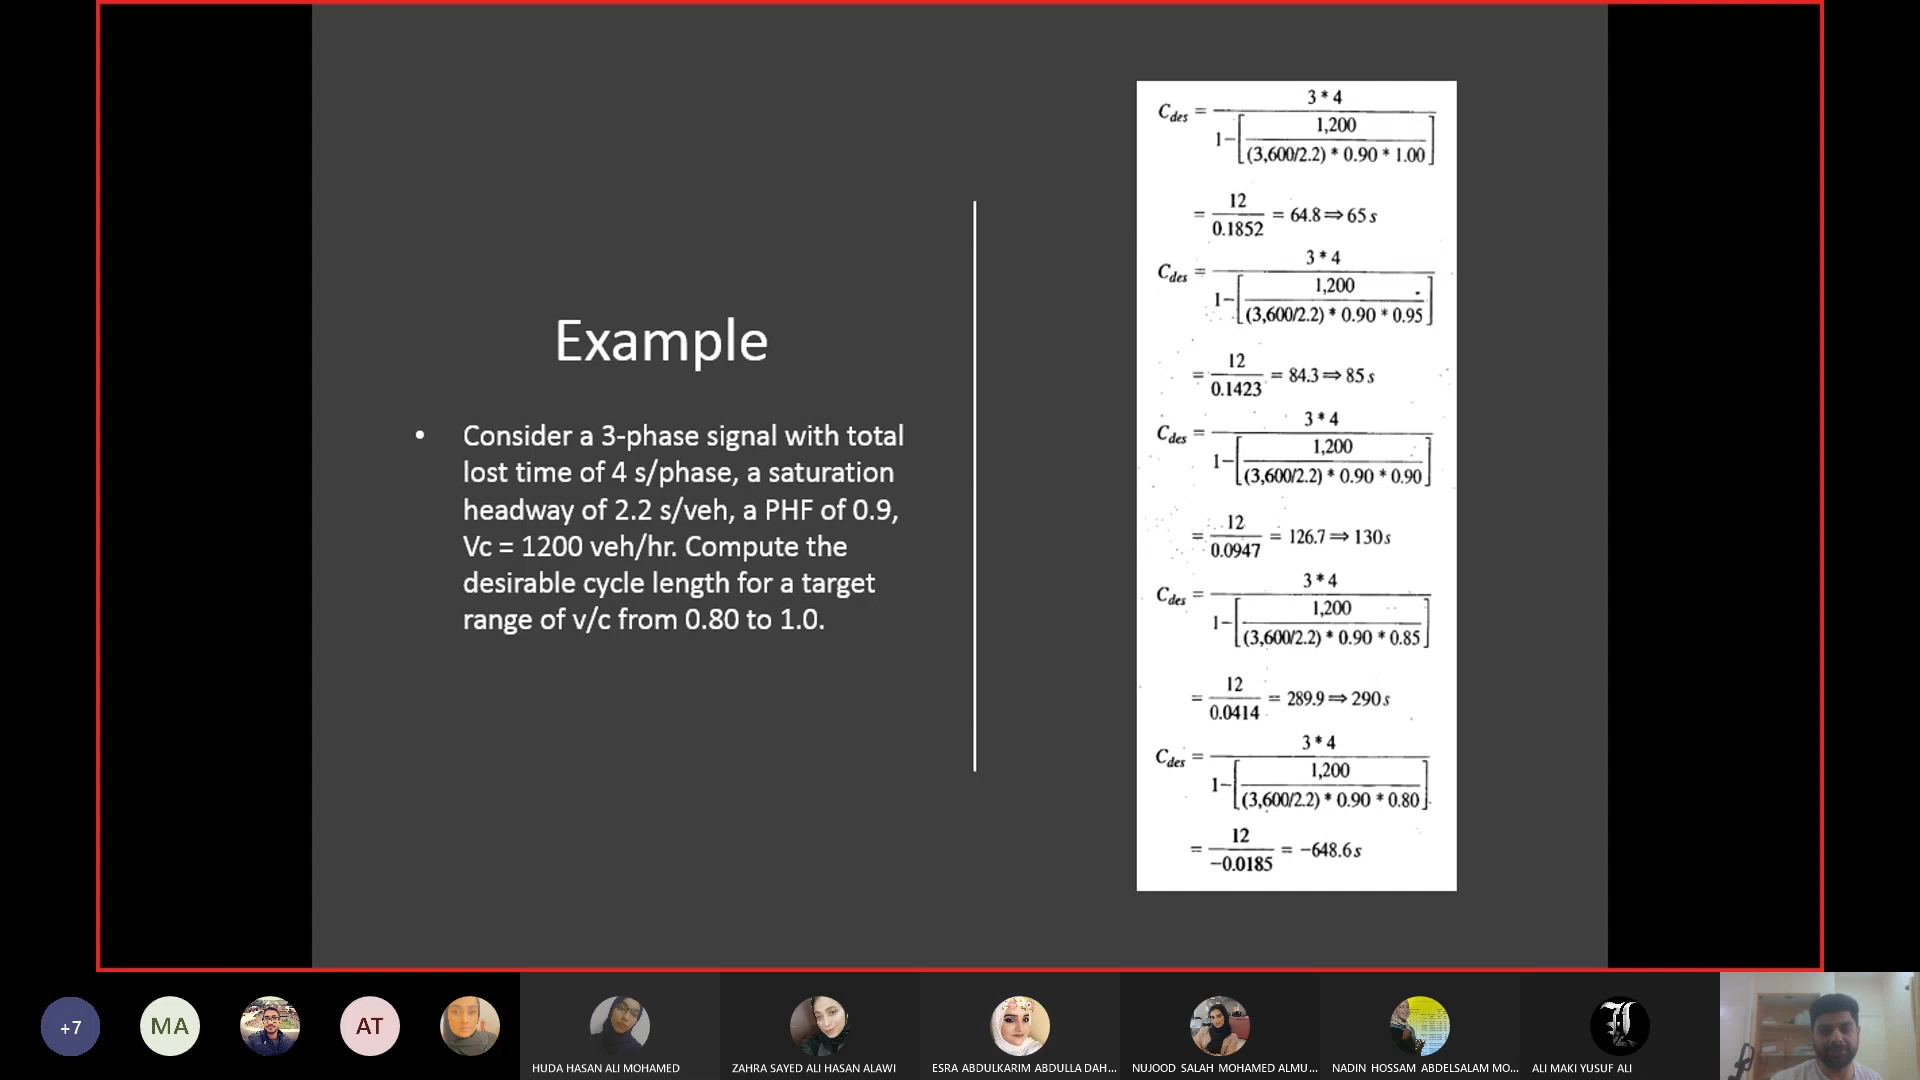 Example
• Consider a 3-phase signal with total
lost time of 4 s/phase, a saturation
headway of 2.2 s/veh, a PHF of 0.9,
Vc = 1200 veh/hr. Compute the
desirable cycle length for a target
range of v/c from 0.80 to 1.0.
C_des = 3 * 4 / 1-[1,200 / (3,600/2.2) * 0.90 * 1.00]
= 12 / 0.1852 = 64.8 ⇒ 65 s
C_des = 3 * 4 / 1-[1,200 / (3,600/2.2) * 0.90 * 0.95]
= 12 / 0.1423 = 84.3 ⇒ 85 s
C_des = 3 * 4 / 1-[1,200 / (3,600/2.2) * 0.90 * 0.90]
= 12 / 0.0947 = 126.7 ⇒ 130 s
C_des = 3 * 4 / 1-[1,200 / (3,600/2.2) * 0.90 * 0.85]
= 12 / 0.0414 = 289.9 ⇒ 290 s
C_des = 3 * 4 / 1-[1,200 / (3,600/2.2) * 0.90 * 0.80]
= 12 / -0.0185 = -648.6 s
+7
MA
AT
HUDA HASAN ALI MOHAMED
ZAHRA SAYED ALI HASAN ALAWI
ESRA ABDULKARIM ABDULLA DAH...
NUJOOD SALAH MOHAMED ALMU...
NADIN HOSSAM ABDELSALAM MO...
ALI MAKI YUSUF ALI